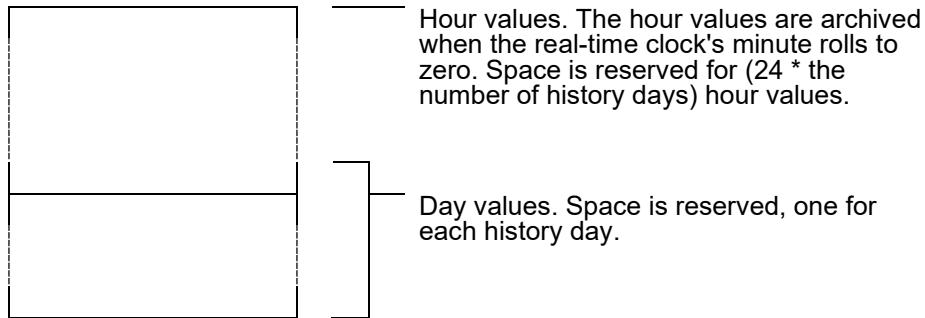 Hour values. The hour values are archived
when the real-time clock's minute rolls to
zero. Space is reserved for (24 * the
number of history days) hour values.
Day values. Space is reserved, one for
each history day.